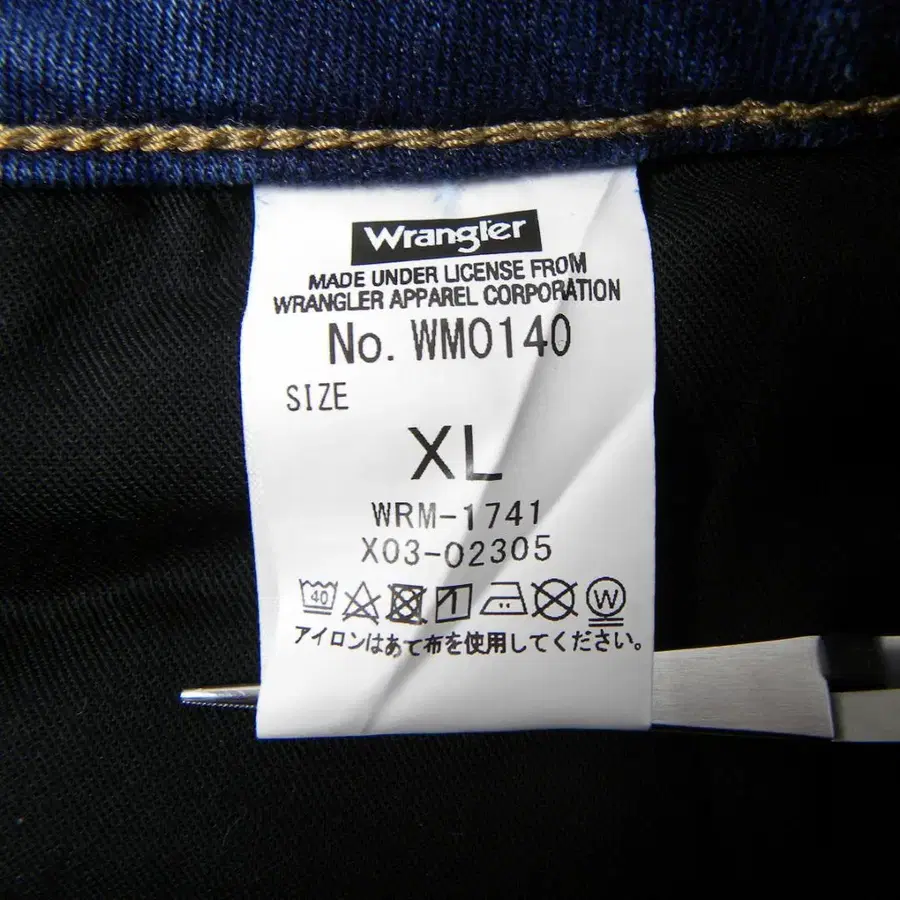 Wrangler
MADE UNDER LICENSE FROM
WRANGLER APPAREL CORPORATION
No. WM0140
SIZE
XL
WRM-1741
X03-02305
40 W
アイロンはあて布を使用してください。